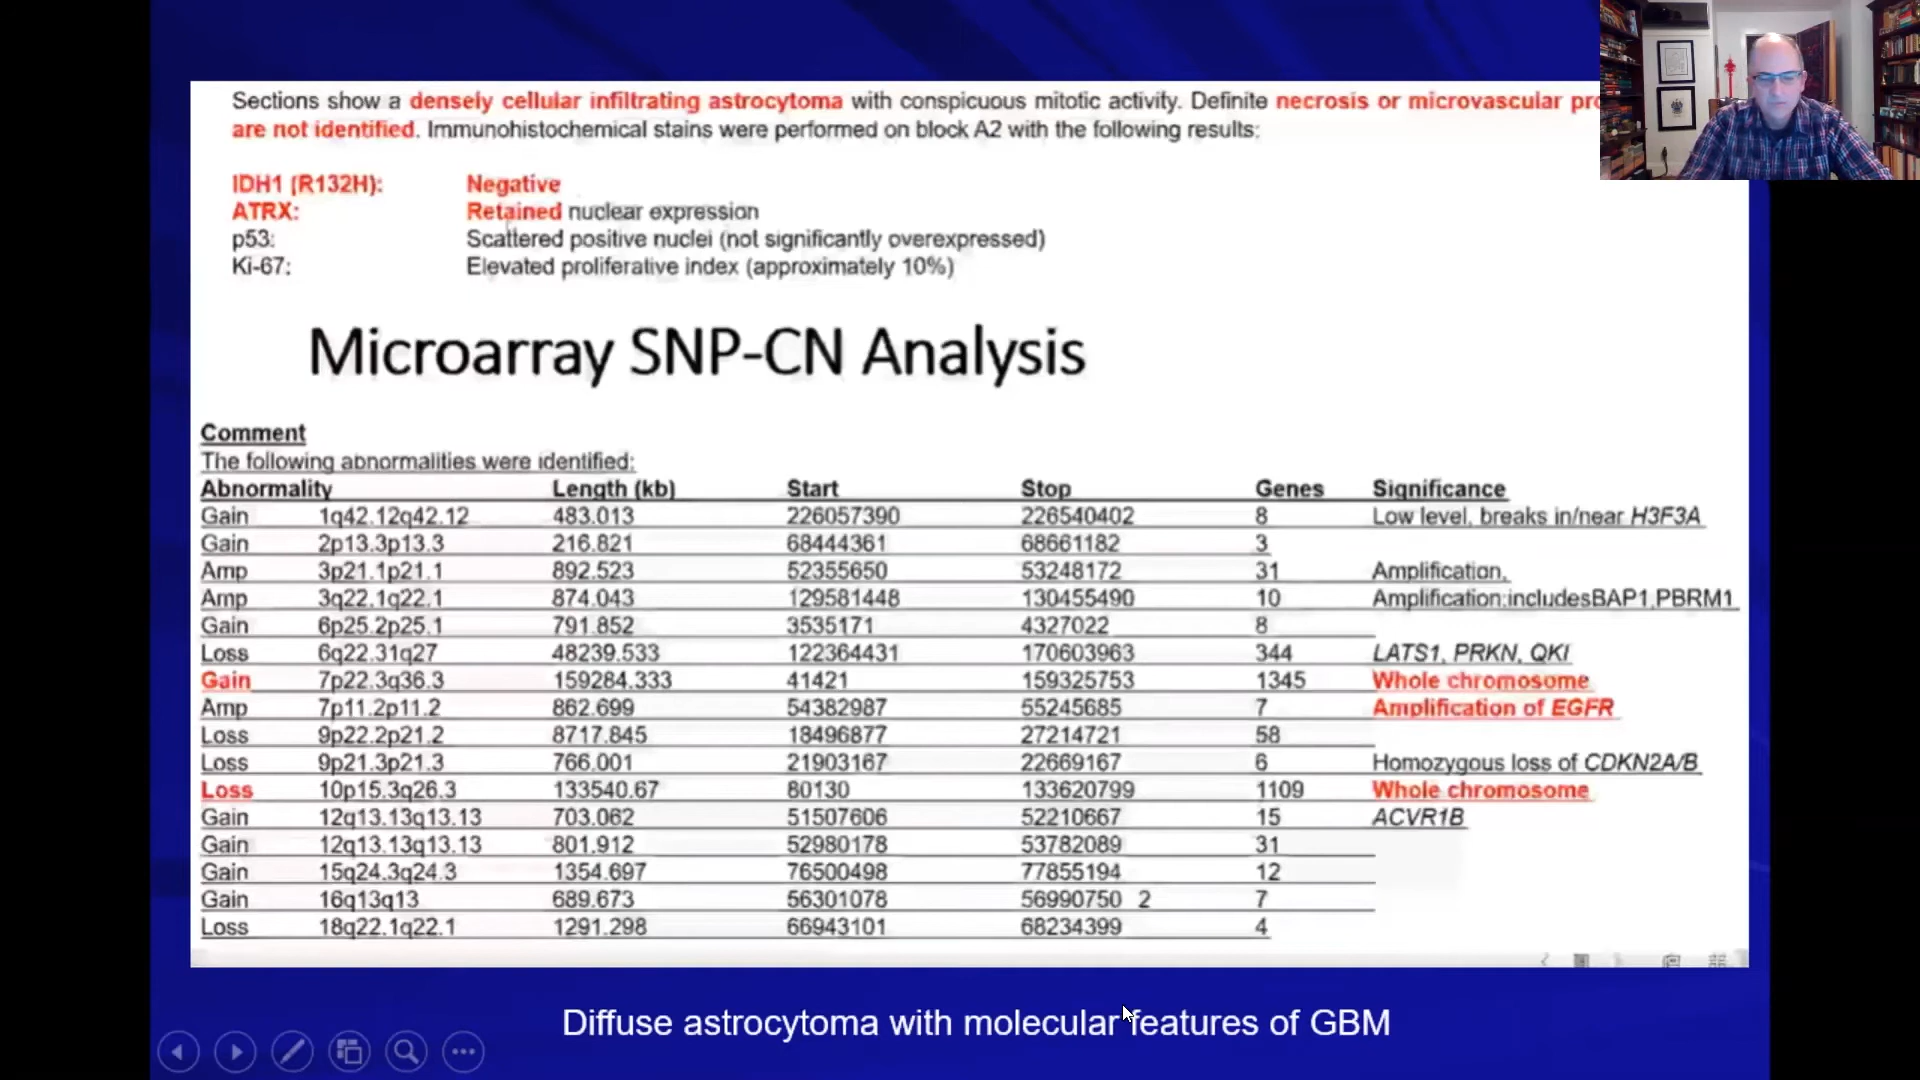 Sections show a densely cellular infiltrating astrocytoma with conspicuous mitotic activity. Definite necrosis or microvascular
are not identified. Immunohistochemical stains were performed on block A2 with the following results:
IDH1 (R132H): Negative
ATRX: Retained nuclear expression
p53: Scattered positive nuclei (not significantly overexpressed)
Ki-67: Elevated proliferative index (approximately 10%)
Microarray SNP-CN Analysis
Comment
The following abnormalities were identified:
Abnormality Length (kb) Start Stop Genes Significance
Gain 1q42.12q42.12 483.013 226057390 226540402 8 Low level, breaks in/near H3F3A
Gain 2p13.3p13.3 216.821 68444361 68661182 3
Amp 3p21.1p21.1 892.523 52355650 53248172 31 Amplification,
Amp 3q22.1q22.1 874.043 129581448 130455490 10 Amplification:includesBAP1,PBRM1
Gain 6p25.2p25.1 791.852 3535171 4327022 8
Loss 6q22.31q27 48239.533 122364431 170603963 344 LATS1, PRKN, QKI
Gain 7p22.3q36.3 159284.333 41421 159325753 1345 Whole chromosome
Amp 7p11.2p11.2 862.699 54382987 55245685 7 Amplification of EGFR
Loss 9p22.2p21.2 8717.845 18496877 27214721 58
Loss 9p21.3p21.3 766.001 21903167 22669167 6 Homozygous loss of CDKN2A/B
Loss 10p15.3q26.3 133540.67 80130 133620799 1109 Whole chromosome
Gain 12q13.13q13.13 703.062 51507606 52210667 15 ACVR1B
Gain 12q13.13q13.13 801.912 52980178 53782089 31
Gain 15q24.3q24.3 1354.697 76500498 77855194 12
Gain 16q13q13 689.673 56301078 56990750 2 7
Loss 18q22.1q22.1 1291.298 66943101 68234399 4
Diffuse astrocytoma with molecular features of GBM